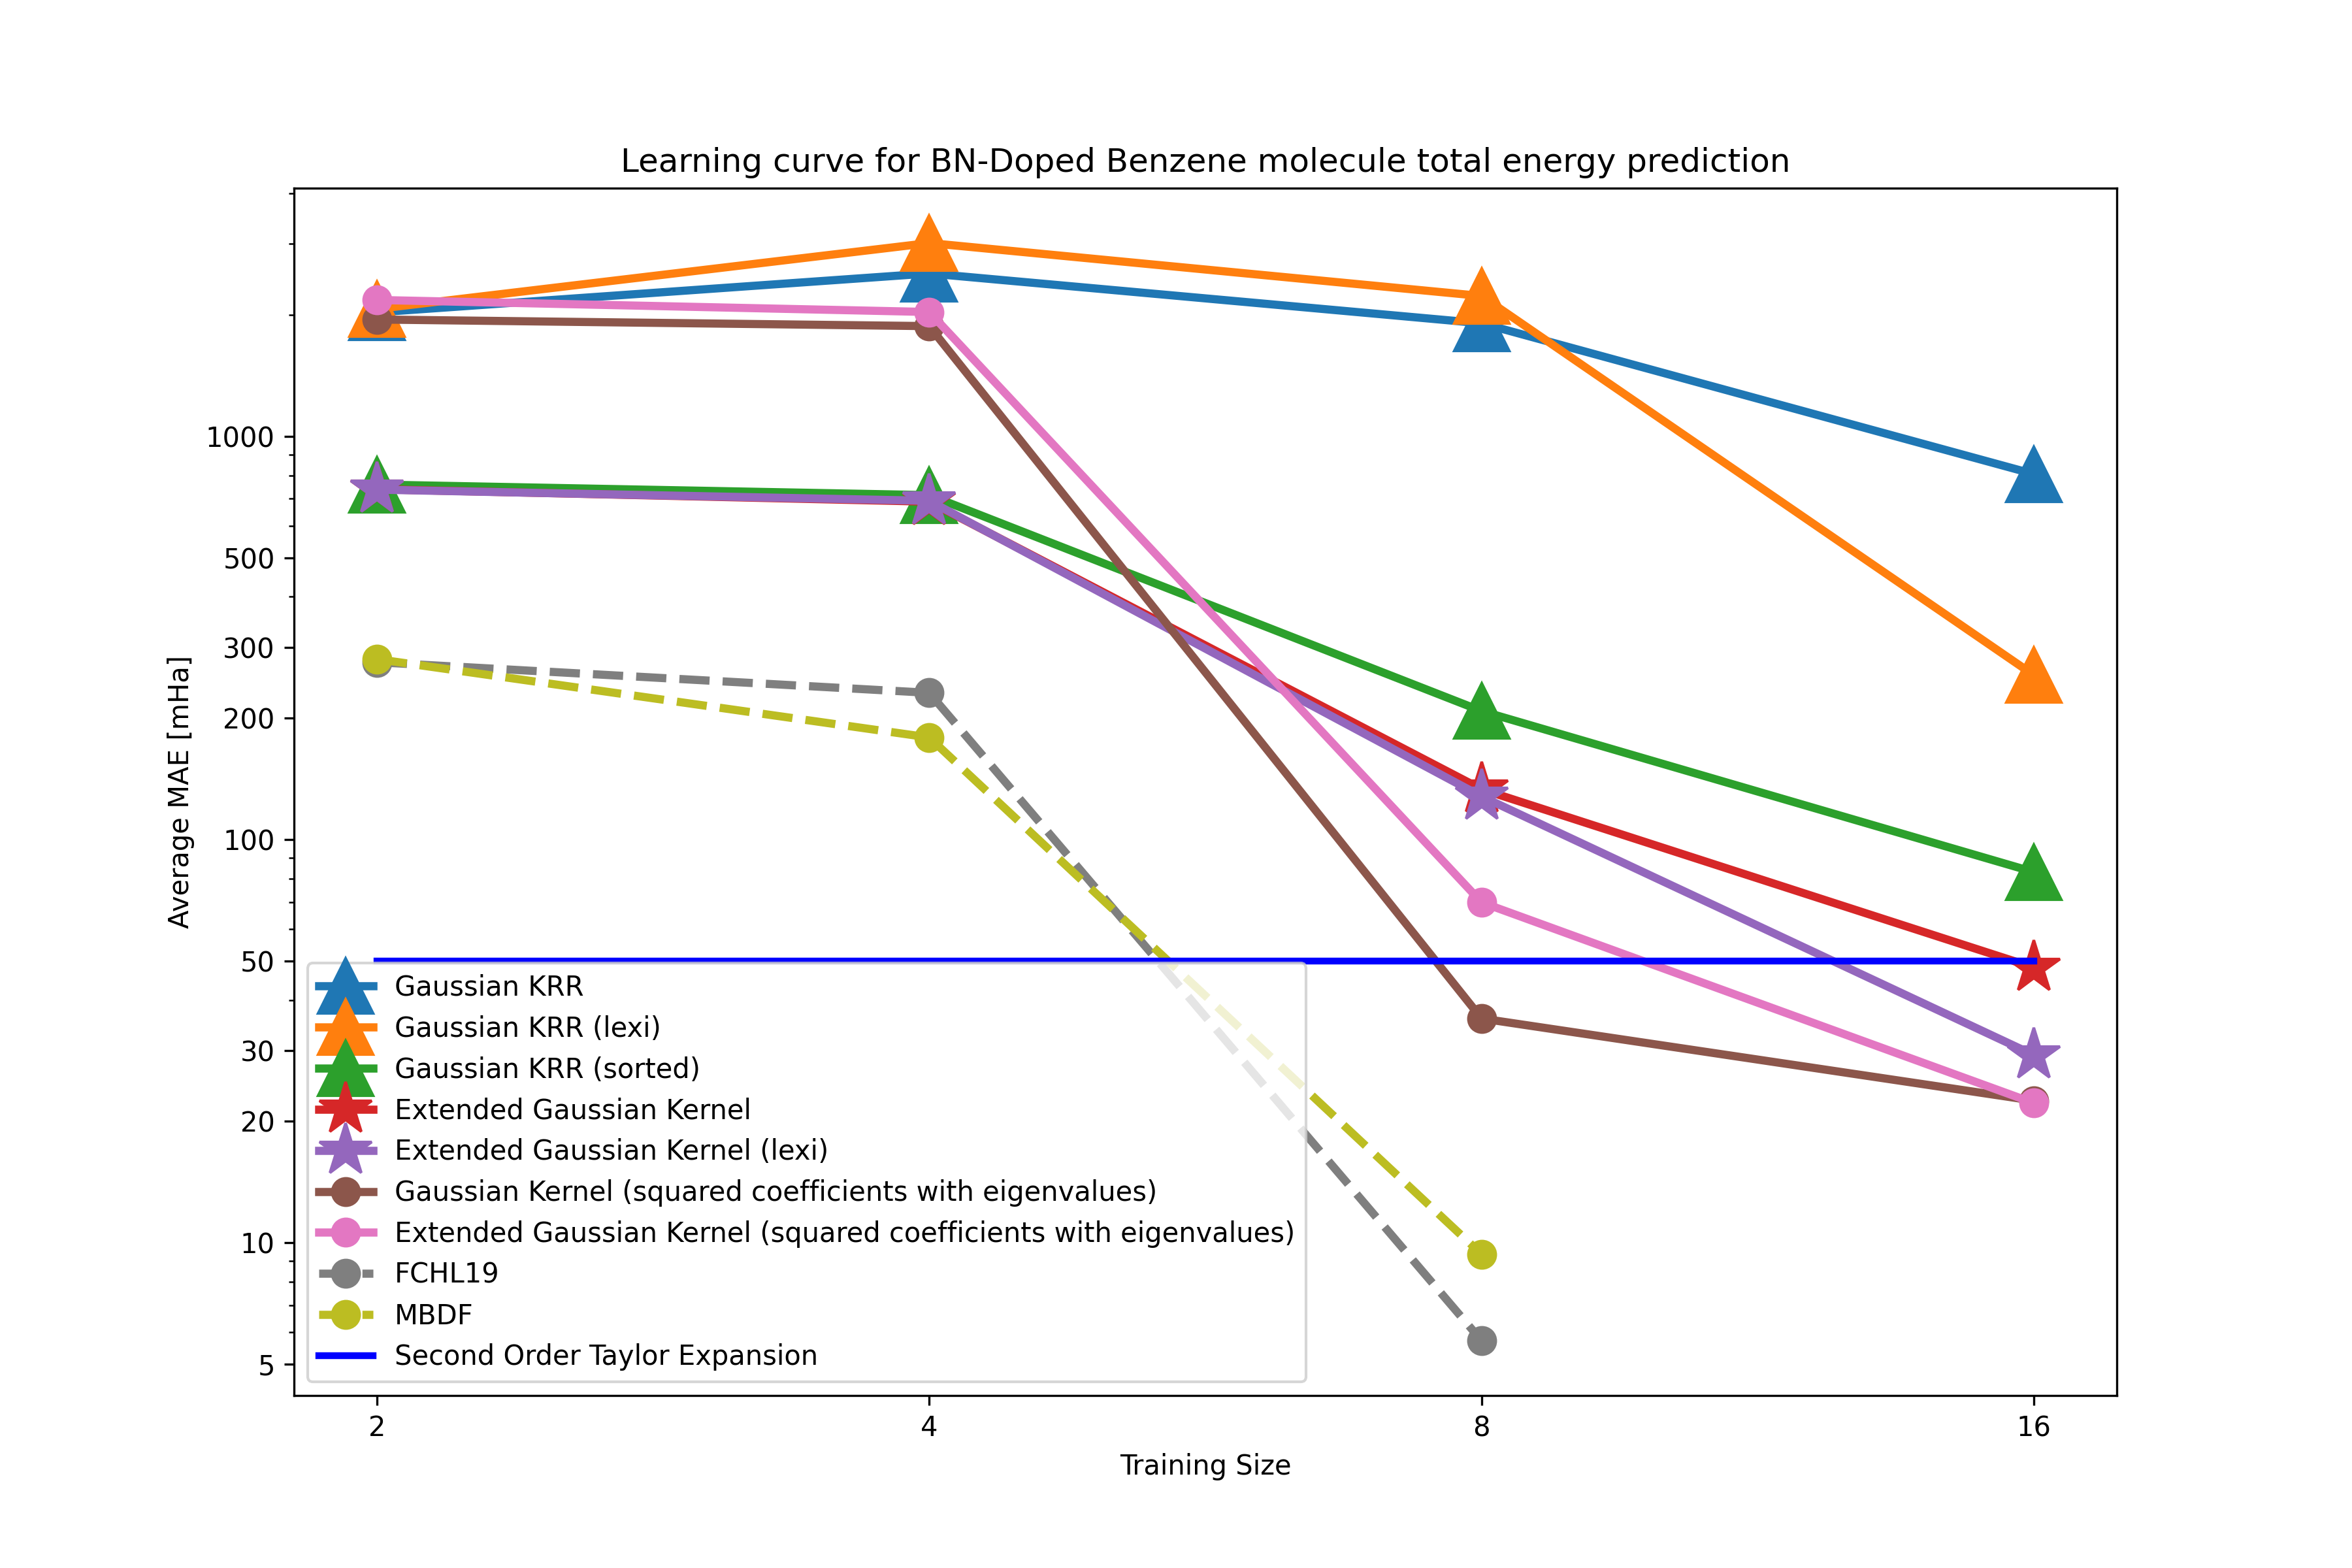 Learning curve for BN-Doped Benzene molecule total energy prediction
Average MAE [mHa]
1000
500
300
200
100
50
30
20
10
5
Gaussian KRR
Gaussian KRR (lexi)
Gaussian KRR (sorted)
Extended Gaussian Kernel
Extended Gaussian Kernel (lexi)
Gaussian Kernel (squared coefficients with eigenvalues)
Extended Gaussian Kernel (squared coefficients with eigenvalues)
FCHL19
MBDF
Second Order Taylor Expansion
2 4 8 16
Training Size